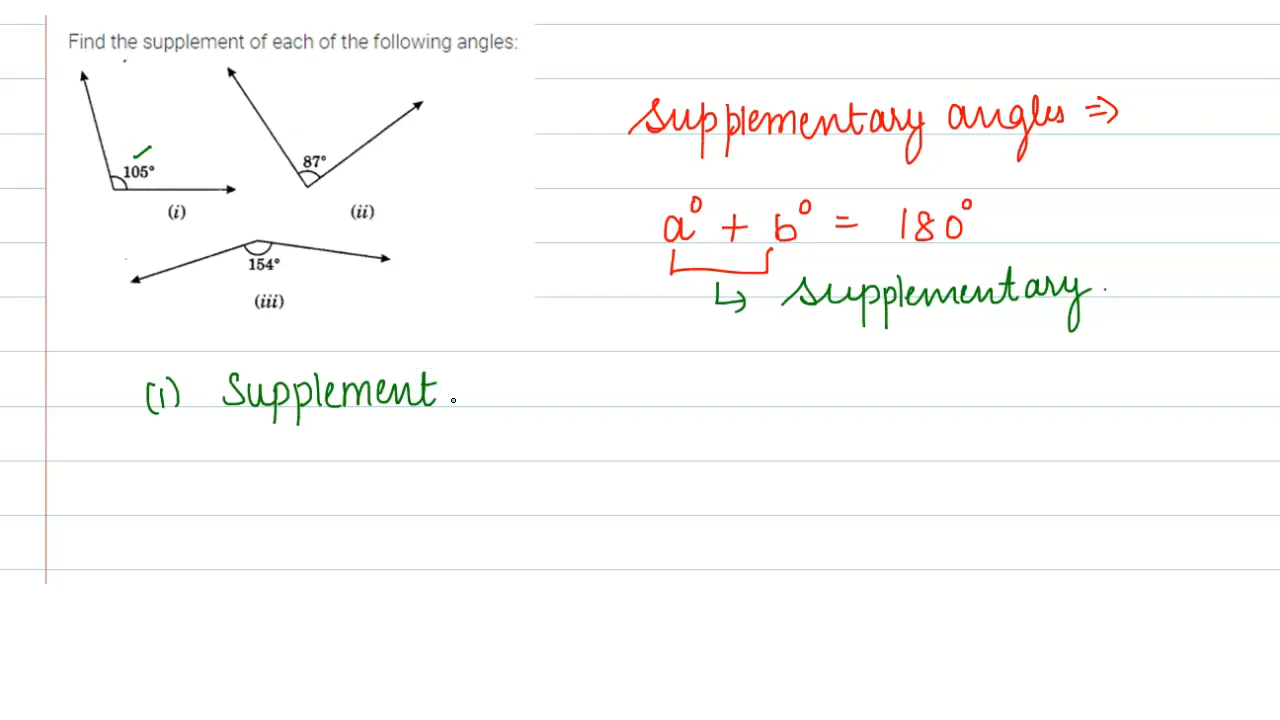 Find the supplement of each of the following angles:
105°
87°
(i)
(ii)
154°
(iii)
Supplementary angles ⇒
a° + b° = 180°
↳ Supplementary.
(i) Supplement.